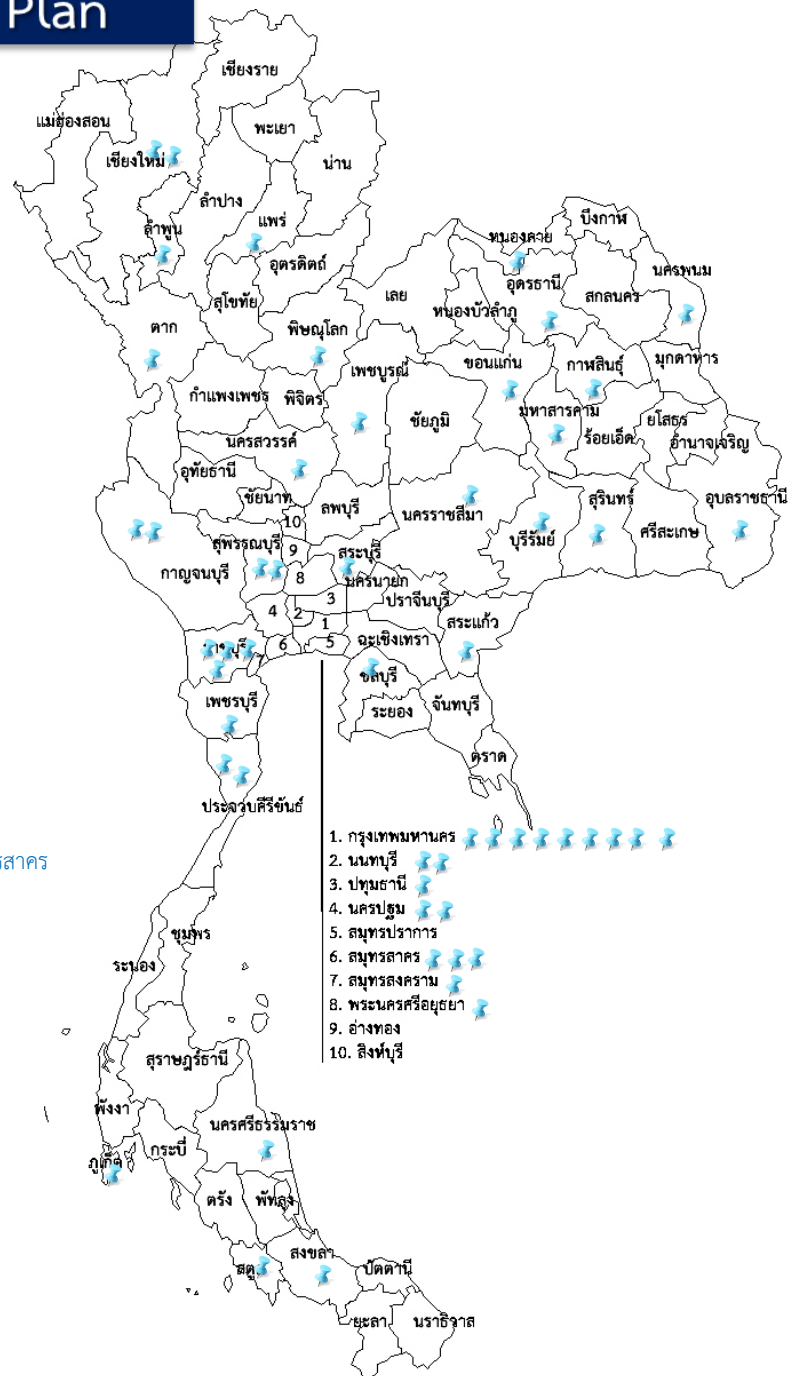 Plan
เชียงราย
แม่ฮ่องสอน
พะเยา
เชียงใหม่
น่าน
ลำปาง
แพร่
ลำพูน
อุตรดิตถ์
บึงกาฬ
หนองคาย
นครพนม
อุดรธานี
สกลนคร
เลย
หนองบัวลำภู
สุโขทัย
ตาก
พิษณุโลก
เพชบูรณ์
ขอนแก่น
กาฬสินธุ์
มุกดาหาร
กำแพงเพชร
พิจิตร
ชัยภูมิ
มหาสารคาม
ร้อยเอ็ด
ยโสธร
อำนาจเจริญ
นครสวรรค์
อุทัยธานี
ชัยนาท
ลพบุรี
นครราชสีมา
สุรินทร์
อุบลราชธานี
บุรีรัมย์
ศรีสะเกษ
10
สุพรรณบุรี
9
สระบุรี
กาญจนบุรี
8
นครนายก
3
ปราจีนบุรี
4
2
1
สระแก้ว
6
5
ฉะเชิงเทรา
7
ชลบุรี
เพชรบุรี
ระยอง
จันทบุรี
ตราด
ประจวบคีรีขันธ์
สาคร
1. กรุงเทพมหานคร
2. นนทบุรี
3. ปทุมธานี
4. นครปฐม
5. สมุทรปราการ
6. สมุทรสาคร
7. สมุทรสงคราม
8. พระนครศรีอยุธยา
9. อ่างทอง
10. สิงห์บุรี
ชุมพร
ระนอง
สุราษฎร์ธานี
พังงา
นครศรีธรรมราช
กระบี่
ภูเก็ต
ตรัง
พัทลุง
สงขลา
ปัตตานี
ยะลา
นราธิวาส